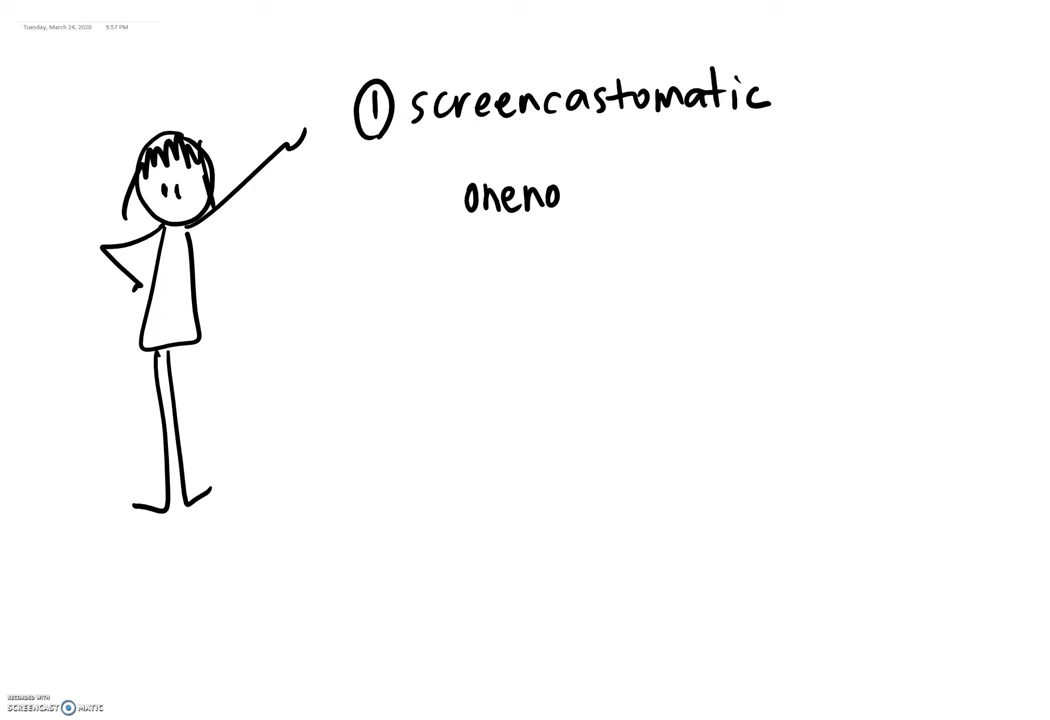 Tuesday, March 24, 2020 9:57 PM
① screencastomatic
oneno
RECORDED WITH
SCREENCAST MATIC